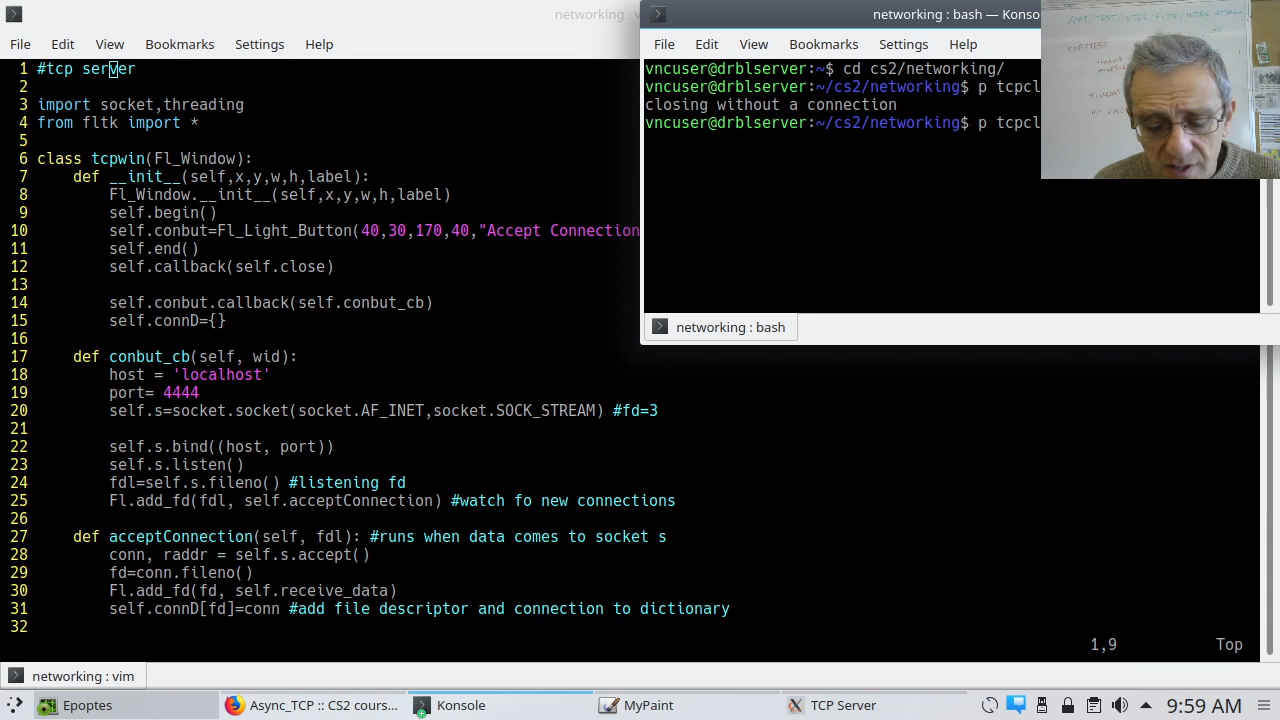 networking : v
File Edit View Bookmarks Settings Help
1 #tcp server
2
3 import socket,threading
4 from fltk import *
5
6 class tcpwin(Fl_Window):
7 def __init__(self,x,y,w,h,label):
8 Fl_Window.__init__(self,x,y,w,h,label)
9 self.begin()
10 self.conbut=Fl_Light_Button(40,30,170,40,"Accept Connection
11 self.end()
12 self.callback(self.close)
13
14 self.conbut.callback(self.conbut_cb)
15 self.connD={}
16
17 def conbut_cb(self, wid):
18 host = 'localhost'
19 port= 4444
20 self.s=socket.socket(socket.AF_INET,socket.SOCK_STREAM) #fd=3
21
22 self.s.bind((host, port))
23 self.s.listen()
24 fdl=self.s.fileno() #listening fd
25 Fl.add_fd(fdl, self.acceptConnection) #watch fo new connections
26
27 def acceptConnection(self, fdl): #runs when data comes to socket s
28 conn, raddr = self.s.accept()
29 fd=conn.fileno()
30 Fl.add_fd(fd, self.receive_data)
31 self.connD[fd]=conn #add file descriptor and connection to dictionary
32
1,9 Top
networking : vim
networking : bash — Konso
File Edit View Bookmarks Settings Help
vncuser@drblserver:~$ cd cs2/networking/
vncuser@drblserver:~/cs2/networking$ p tcpcl
closing without a connection
vncuser@drblserver:~/cs2/networking$ p tcpcl
networking : bash
Epoptes
Async_TCP :: CS2 cours...
Konsole
MyPaint
TCP Server
9:59 AM